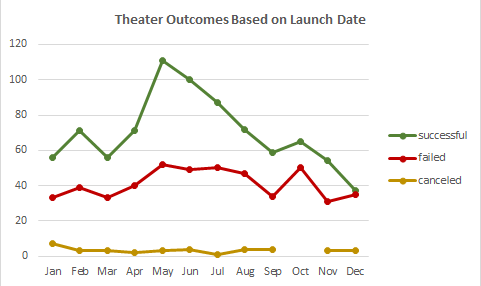 Theater Outcomes Based on Launch Date
120
100
80
60
40
20
0
Jan Feb Mar Apr May Jun Jul Aug Sep Oct Nov Dec
successful
failed
canceled